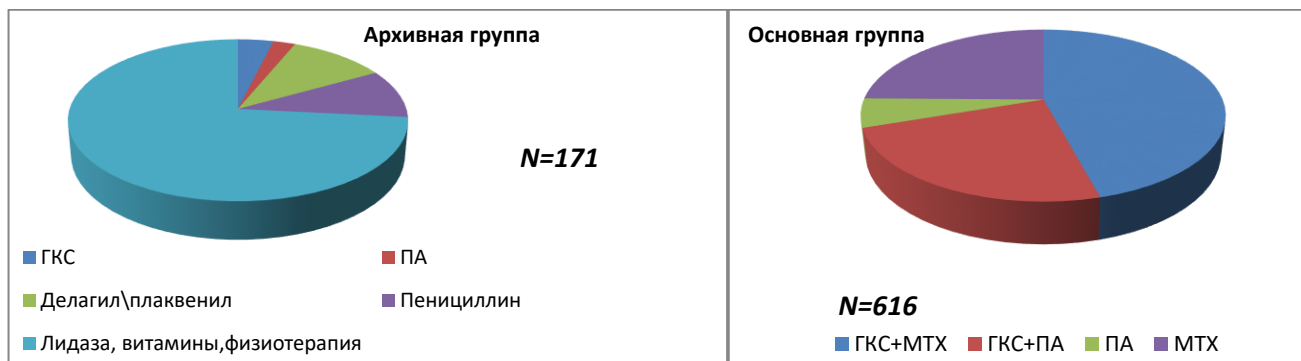 Архивная группа
N=171
ГКС
ПА
Делагил\плаквенил
Пенициллин
Лидаза, витамины,физиотерапия
Основная группа
N=616
ГКС+МТХ
ГКС+ПА
ПА
МТХ